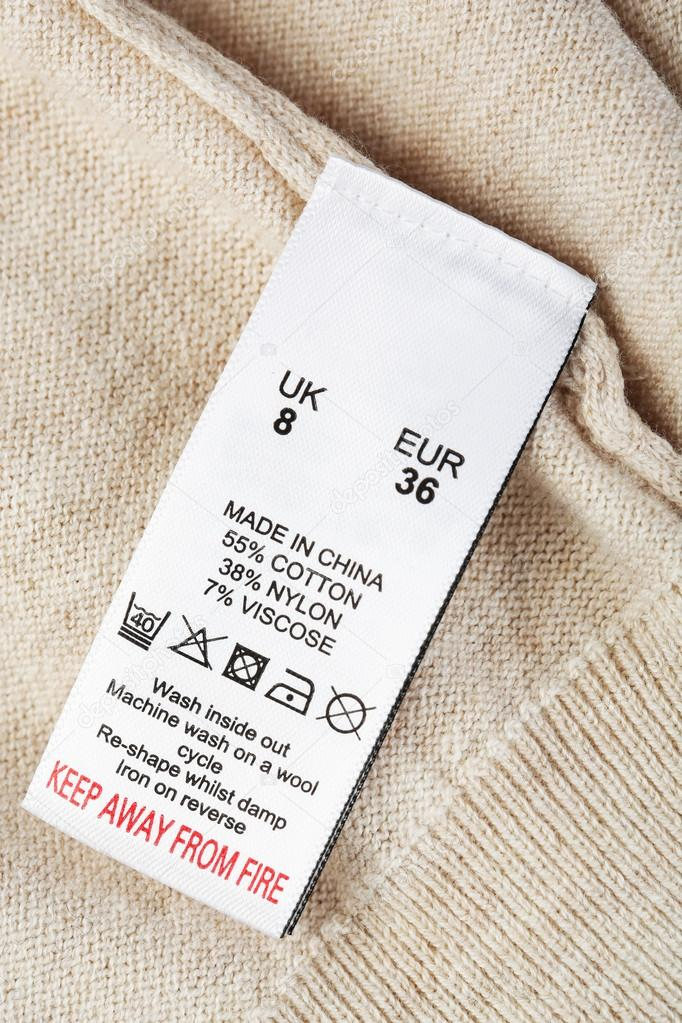 UK
8
EUR
36
MADE IN CHINA
55% COTTON
38% NYLON
7% VISCOSE
40
Wash inside out
Machine wash on a wool
cycle
Re-shape whilst damp
Iron on reverse
KEEP AWAY FROM FIRE
depositphotos